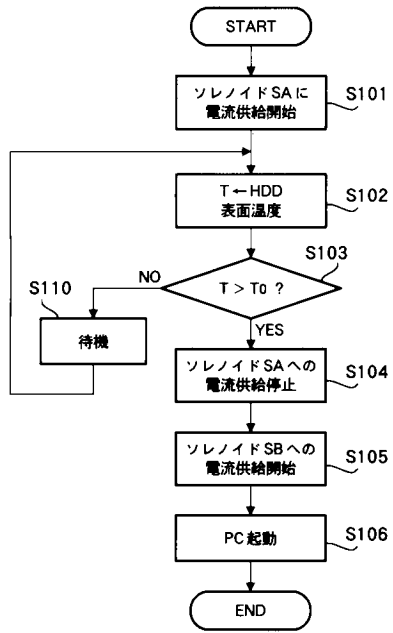 START
ソレノイドSAに
電流供給開始
S101
T←HDD
表面温度
S102
S103
T > T0 ?
NO
YES
S110
待機
ソレノイドSAへの
電流供給停止
S104
ソレノイドSBへの
電流供給開始
S105
PC起動
S106
END